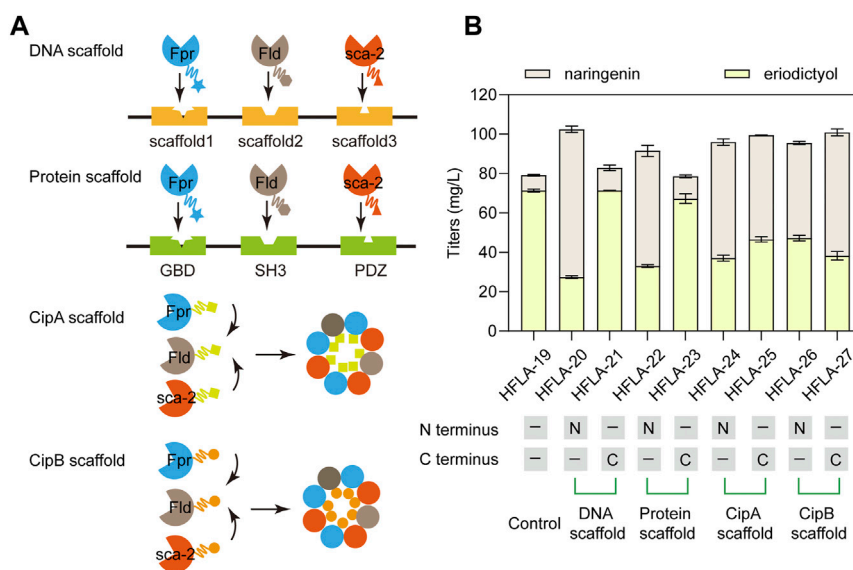 A
DNA scaffold
Fpr
Fld
sca-2
scaffold1
scaffold2
scaffold3
Protein scaffold
Fpr
Fld
sca-2
GBD
SH3
PDZ
CipA scaffold
Fpr
Fld
sca-2
CipB scaffold
Fpr
Fld
sca-2
B
naringenin
eriodictyol
Titers (mg/L)
120
100
80
60
40
20
0
HFLA-19
HFLA-20
HFLA-21
HFLA-22
HFLA-23
HFLA-24
HFLA-25
HFLA-26
HFLA-27
N terminus – N – N – N – N –
C terminus – – C – C – C – C
Control
DNA
scaffold
Protein
scaffold
CipA
scaffold
CipB
scaffold